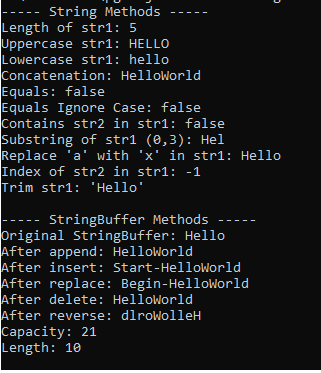 ----- String Methods -----
Length of str1: 5
Uppercase str1: HELLO
Lowercase str1: hello
Concatenation: HelloWorld
Equals: false
Equals Ignore Case: false
Contains str2 in str1: false
Substring of str1 (0,3): Hel
Replace 'a' with 'x' in str1: Hello
Index of str2 in str1: -1
Trim str1: 'Hello'
----- StringBuffer Methods -----
Original StringBuffer: Hello
After append: HelloWorld
After insert: Start-HelloWorld
After replace: Begin-HelloWorld
After delete: HelloWorld
After reverse: dlroWolleH
Capacity: 21
Length: 10